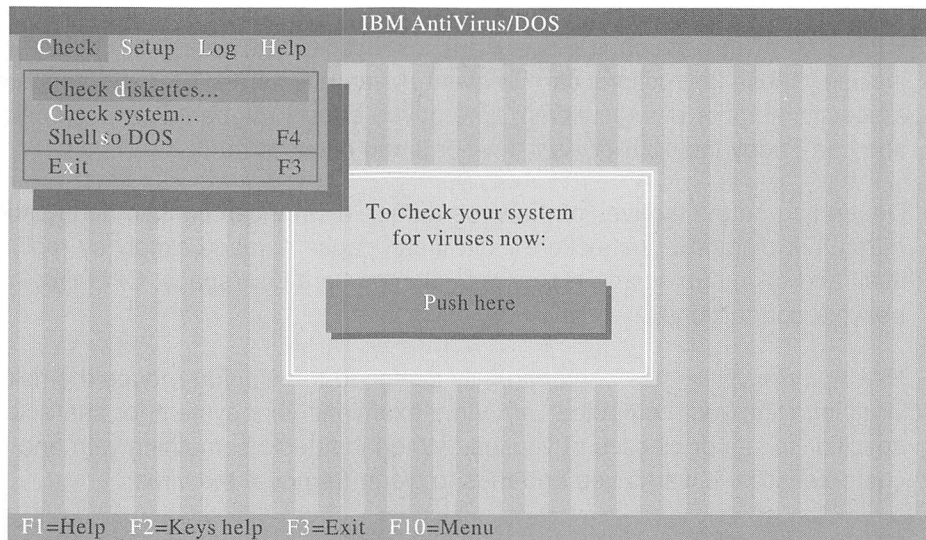 IBM AntiVirus/DOS
Check Setup Log Help
Check diskettes...
Check system...
Shell so DOS F4
Exit F3
To check your system
for viruses now:
Push here
F1=Help F2=Keys help F3=Exit F10=Menu